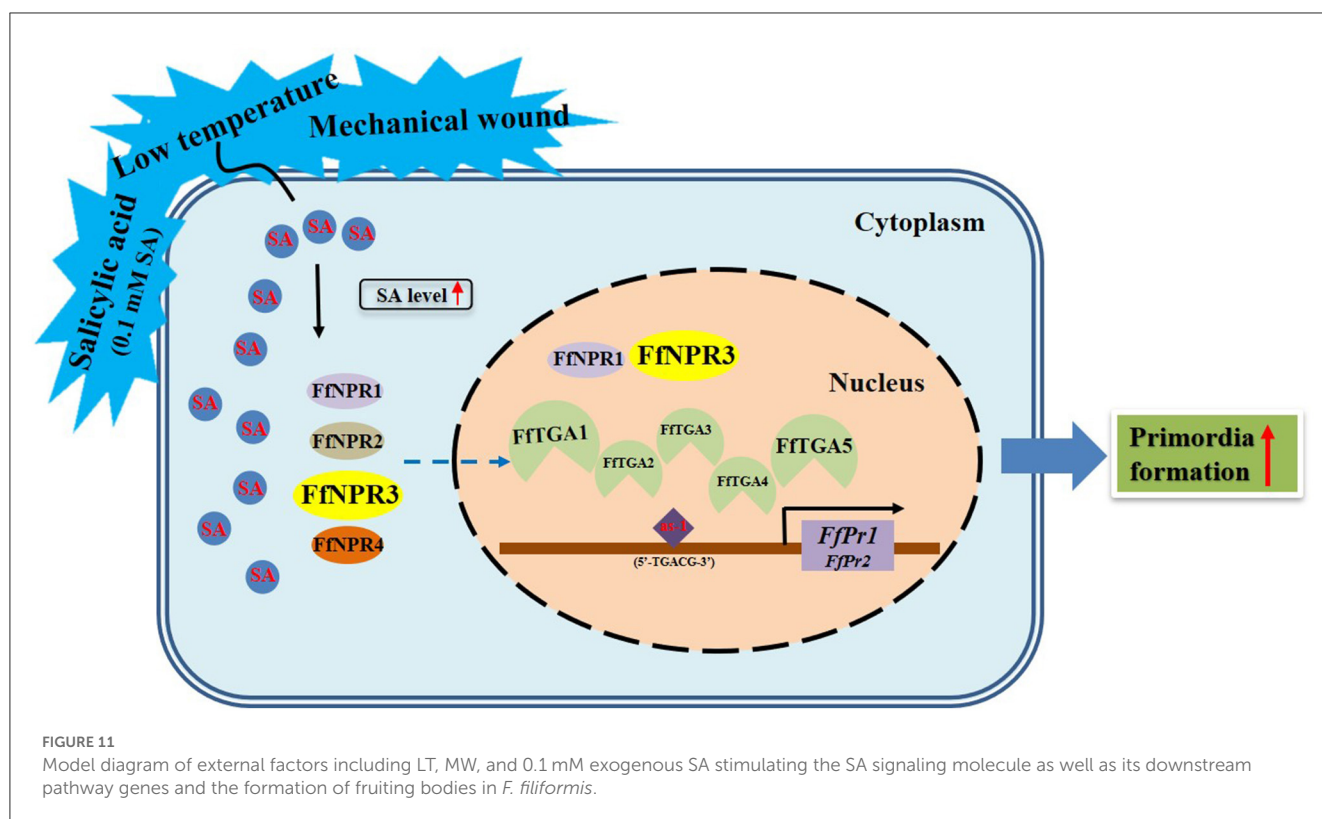 Low temperature
Mechanical wound
Salicylic acid
(0.1 mM SA)
SA
SA
SA
SA
SA
SA
SA
SA
SA
SA
SA level
Cytoplasm
FfNPR1
FfNPR2
FfNPR3
FfNPR4
FfNPR1
FfNPR3
Nucleus
FfTGA1
FfTGA2
FfTGA3
FfTGA4
FfTGA5
as-1
(5'-TGACG-3')
FfPr1
FfPr2
Primordia
formation
FIGURE 11
Model diagram of external factors including LT, MW, and 0.1 mM exogenous SA stimulating the SA signaling molecule as well as its downstream
pathway genes and the formation of fruiting bodies in F. filiformis.